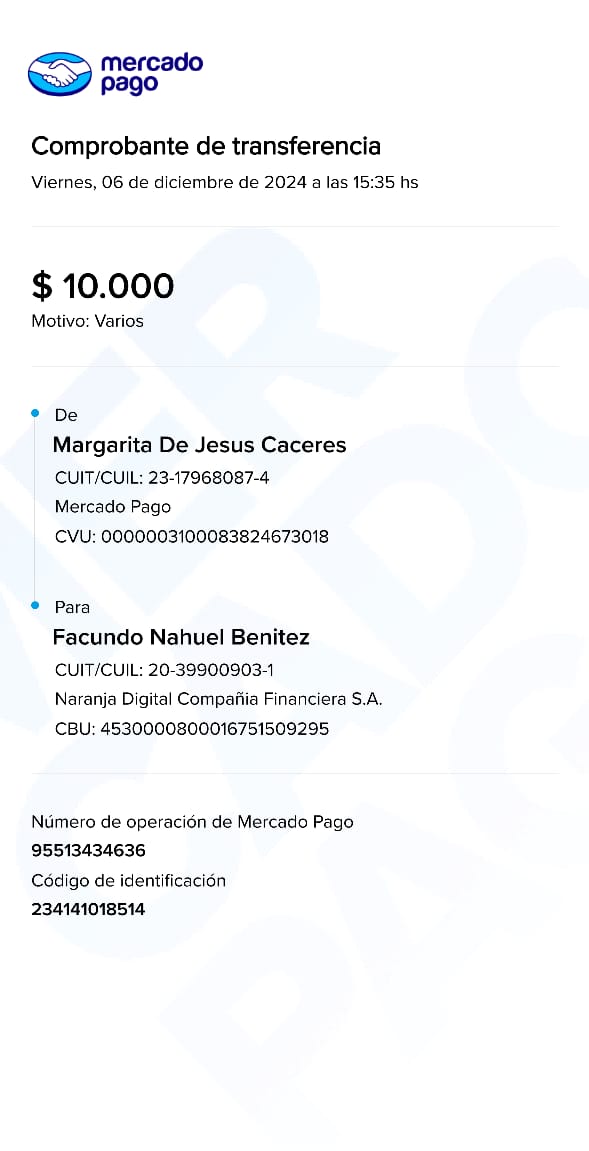 mercado
pago
Comprobante de transferencia
Viernes, 06 de diciembre de 2024 a las 15:35 hs
$ 10.000
Motivo: Varios
De
Margarita De Jesus Caceres
CUIT/CUIL: 23-17968087-4
Mercado Pago
CVU: 0000003100083824673018
Para
Facundo Nahuel Benitez
CUIT/CUIL: 20-39900903-1
Naranja Digital Compañia Financiera S.A.
CBU: 4530000800016751509295
Número de operación de Mercado Pago
95513434636
Código de identificación
234141018514